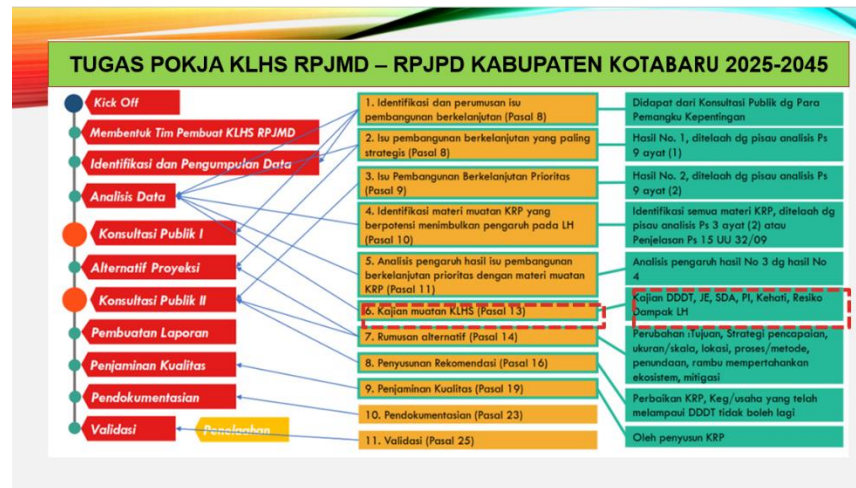 TUGAS POKJA KLHS RPJMD – RPJPD KABUPATEN KOTABARU 2025-2045
Kick Off
Membentuk Tim Pembuat KLHS RPJMD
Identifikasi dan Pengumpulan Data
Analisis Data
Konsultasi Publik I
Alternatif Proyeksi
Konsultasi Publik II
Pembuatan Laporan
Penjaminan Kualitas
Pendokumentasian
Validasi
Penelaahan
1. Identifikasi dan perumusan isu
pembangunan berkelanjutan (Pasal 8)
2. Isu pembangunan berkelanjutan yang paling
strategis (Pasal 8)
3. Isu Pembangunan Berkelanjutan Prioritas
(Pasal 9)
4. Identifikasi materi muatan KRP yang
berpotensi menimbulkan pengaruh pada LH
(Pasal 10)
5. Analisis pengaruh hasil isu pembangunan
berkelanjutan prioritas dengan materi muatan
KRP (Pasal 11)
6. Kajian muatan KLHS (Pasal 13)
7. Rumusan alternatif (Pasal 14)
8. Penyusunan Rekomendasi (Pasal 16)
9. Penjaminan Kualitas (Pasal 19)
10. Pendokumentasian (Pasal 23)
11. Validasi (Pasal 25)
Didapat dari Konsultasi Publik dg Para
Pemangku Kepentingan
Hasil No. 1, ditelaah dg pisau analisis Ps
9 ayat (1)
Hasil No. 2, ditelaah dg pisau analisis Ps
9 ayat (2)
Identifikasi semua materi KRP, ditelaah dg
pisau analisis Ps 3 ayat (2) atau
Penjelasan Ps 15 UU 32/09
Analisis pengaruh hasil No 3 dg hasil No
4
Kajian DDDT, JE, SDA, PI, Kehati, Resiko
Dampak LH
Perubahan :Tujuan, Strategi pencapaian,
ukuran/skala, lokasi, proses/metode,
penundaan, rambu mempertahankan
ekosistem, mitigasi
Perbaikan KRP, Keg/usaha yang telah
melampaui DDDT tidak boleh lagi
Oleh penyusun KRP